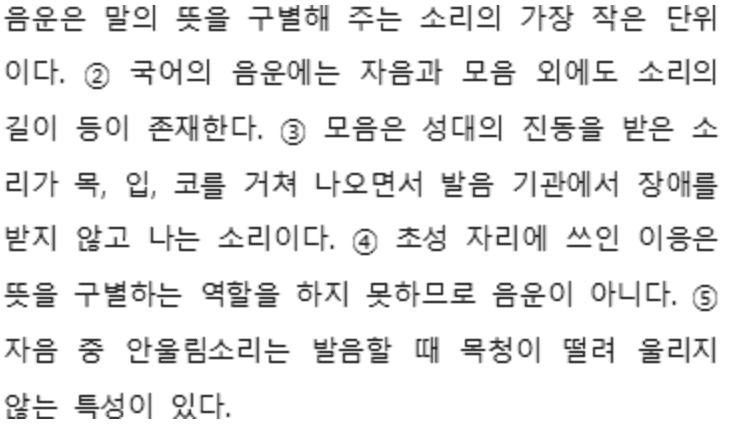 음운은 말의 뜻을 구별해 주는 소리의 가장 작은 단위
이다. ② 국어의 음운에는 자음과 모음 외에도 소리의
길이 등이 존재한다. ③ 모음은 성대의 진동을 받은 소
리가 목, 입, 코를 거쳐 나오면서 발음 기관에서 장애를
받지 않고 나는 소리이다. ④ 초성 자리에 쓰인 이응은
뜻을 구별하는 역할을 하지 못하므로 음운이 아니다. ⑤
자음 중 안울림소리는 발음할 때 목청이 떨려 울리지
않는 특성이 있다.